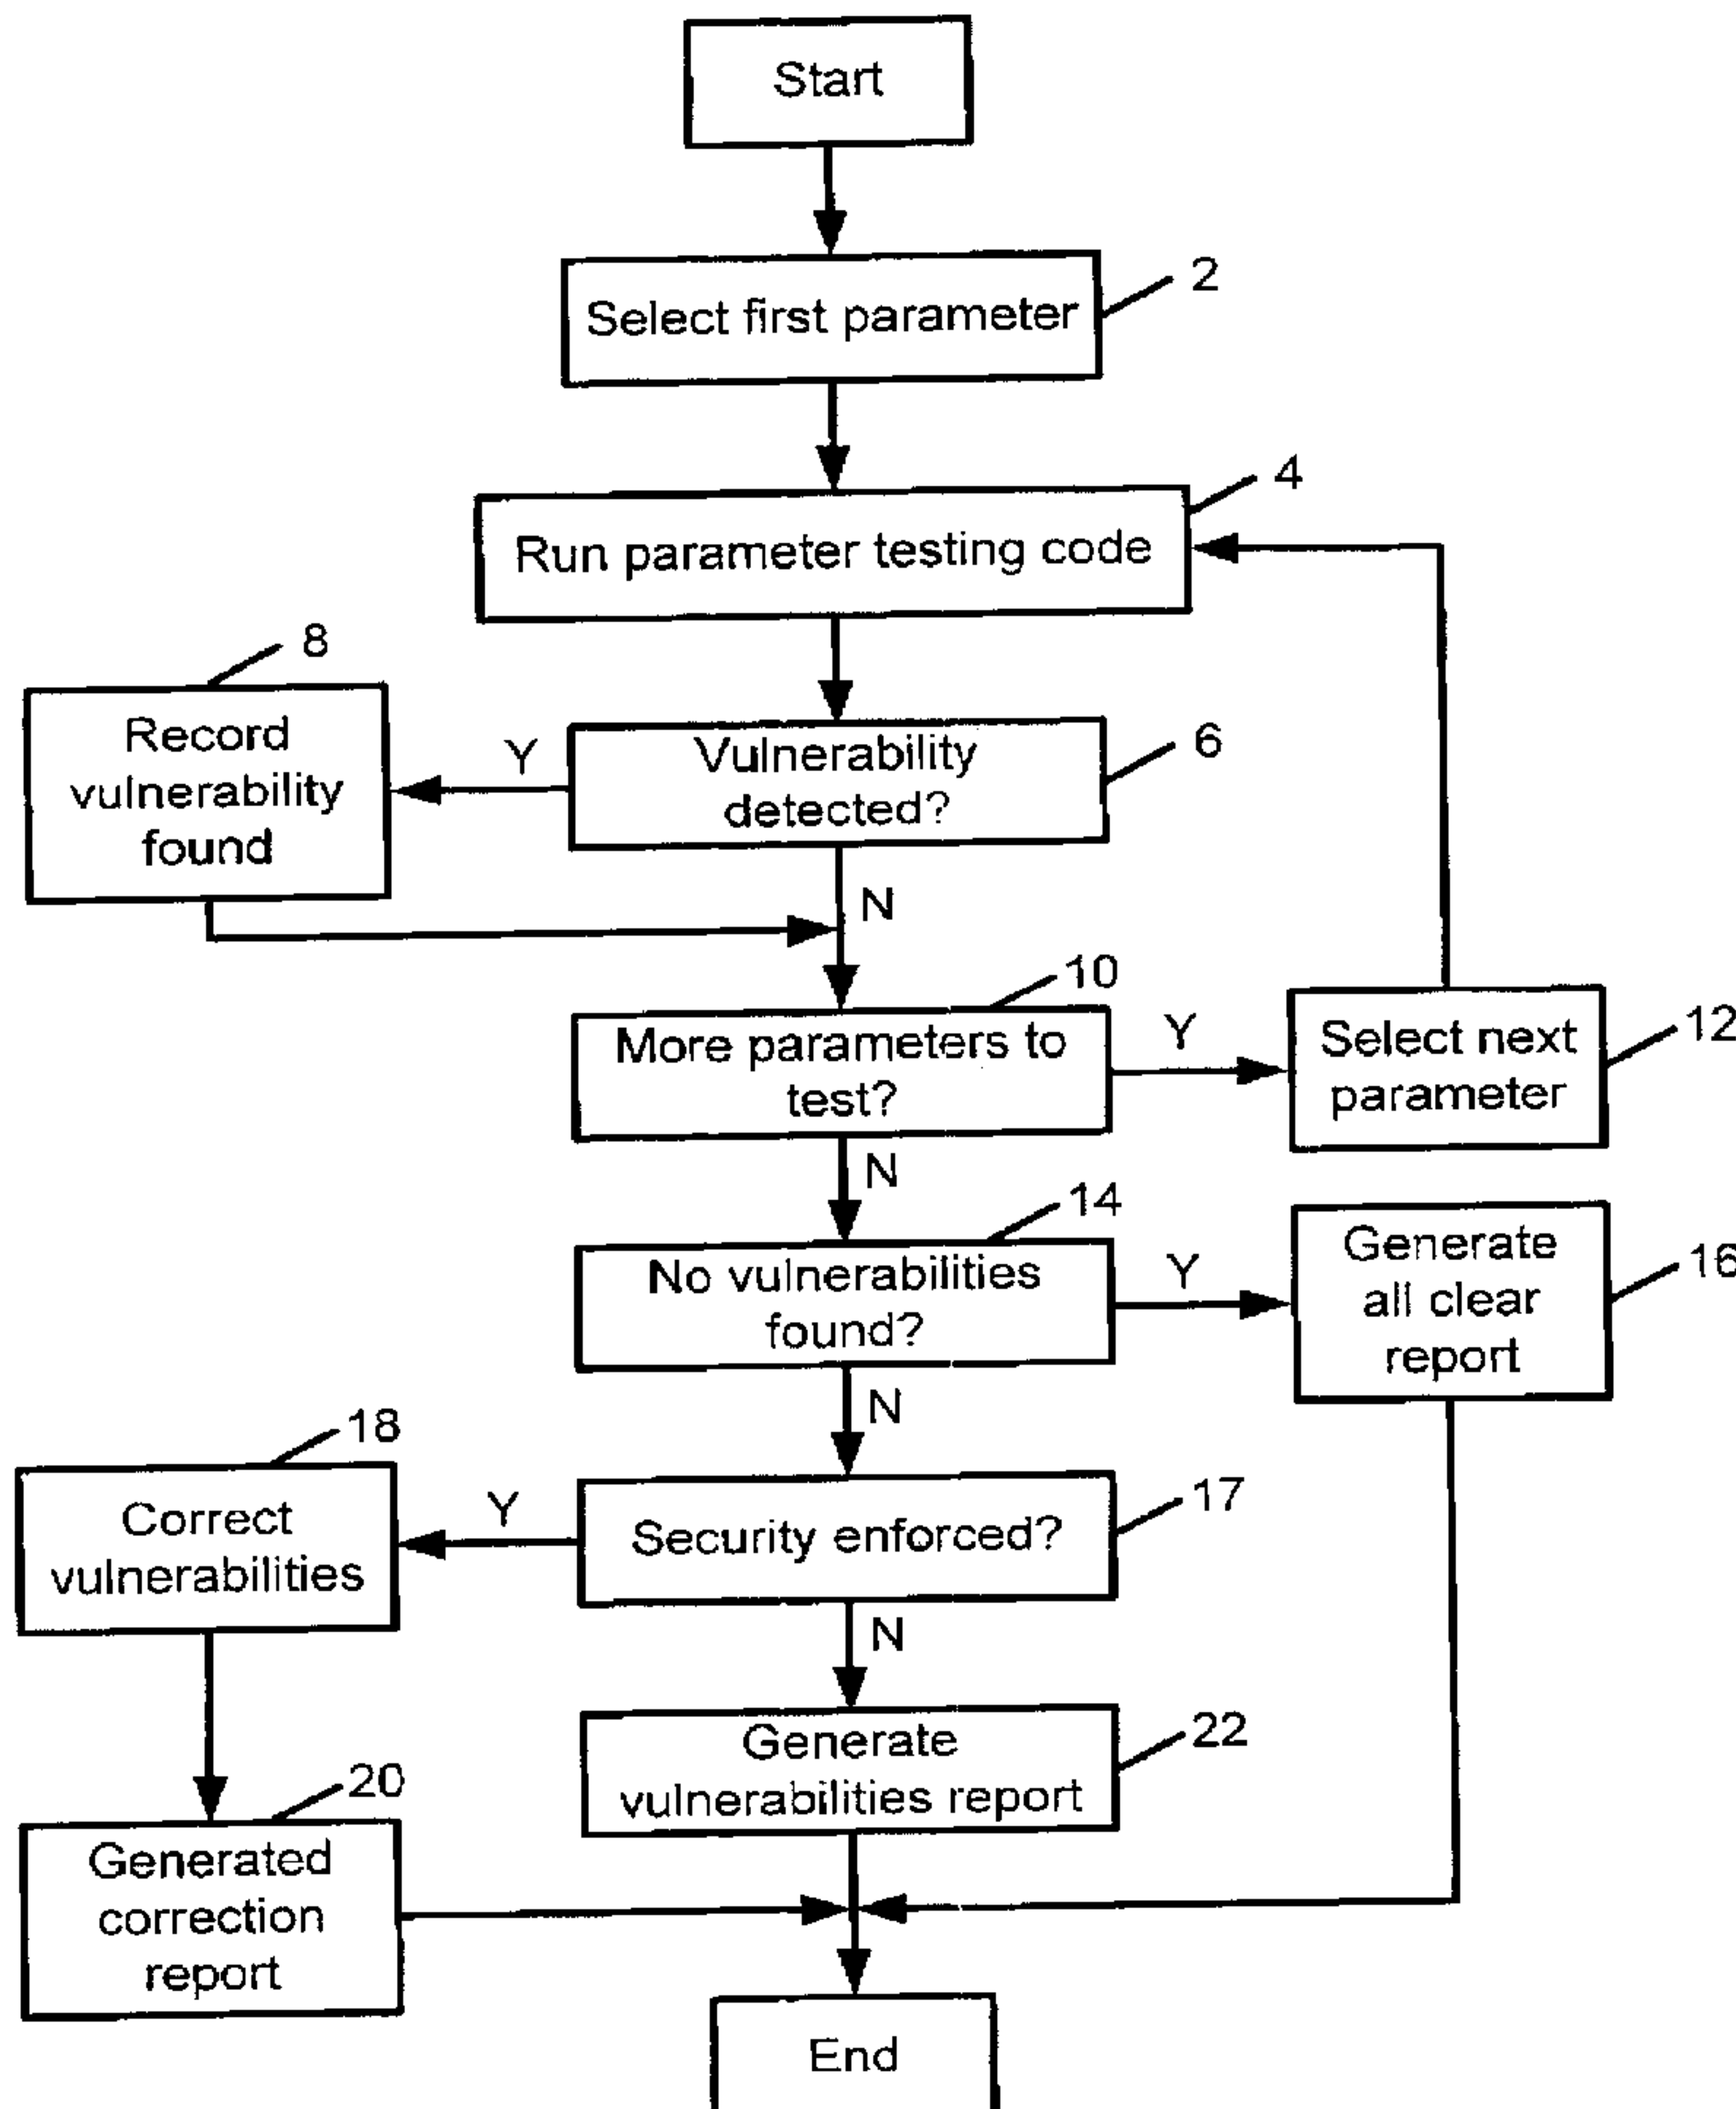 Start
2
Select first parameter
4
Run parameter testing code
8
Record
vulnerability
found
Y
Vulnerability
detected?
6
N
10
More parameters to
test?
Y
Select next
parameter
12
N
14
No vulnerabilities
found?
Y
Generate
all clear
report
16
N
18
Correct
vulnerabilities
Y
Security enforced?
17
N
Generate
vulnerabilities report
22
20
Generated
correction
report
End